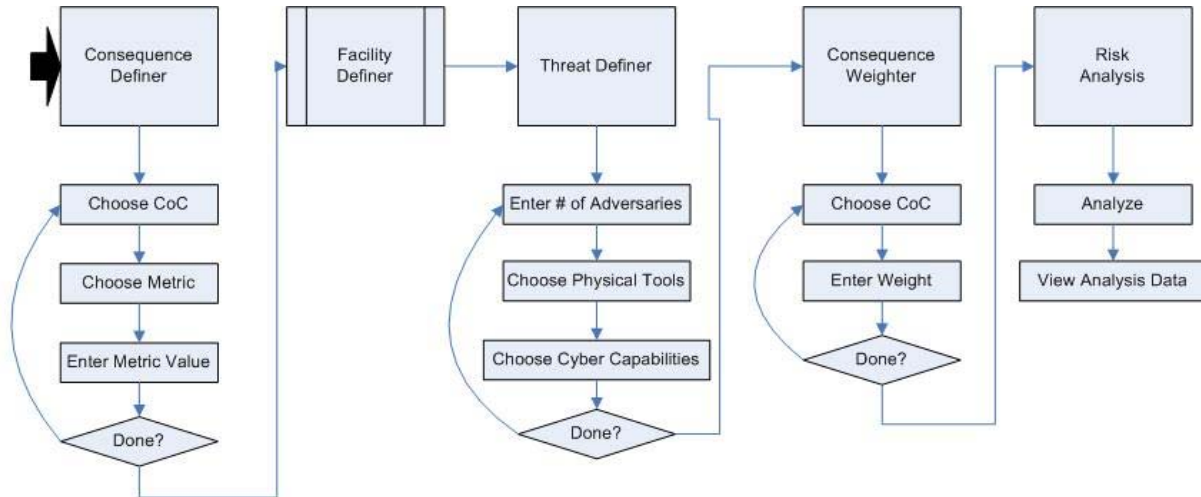 Consequence
Definer
Choose CoC
Choose Metric
Enter Metric Value
Done?
Facility
Definer
Threat Definer
Enter # of Adversaries
Choose Physical Tools
Choose Cyber Capabilities
Done?
Consequence
Weighter
Choose CoC
Enter Weight
Done?
Risk
Analysis
Analyze
View Analysis Data